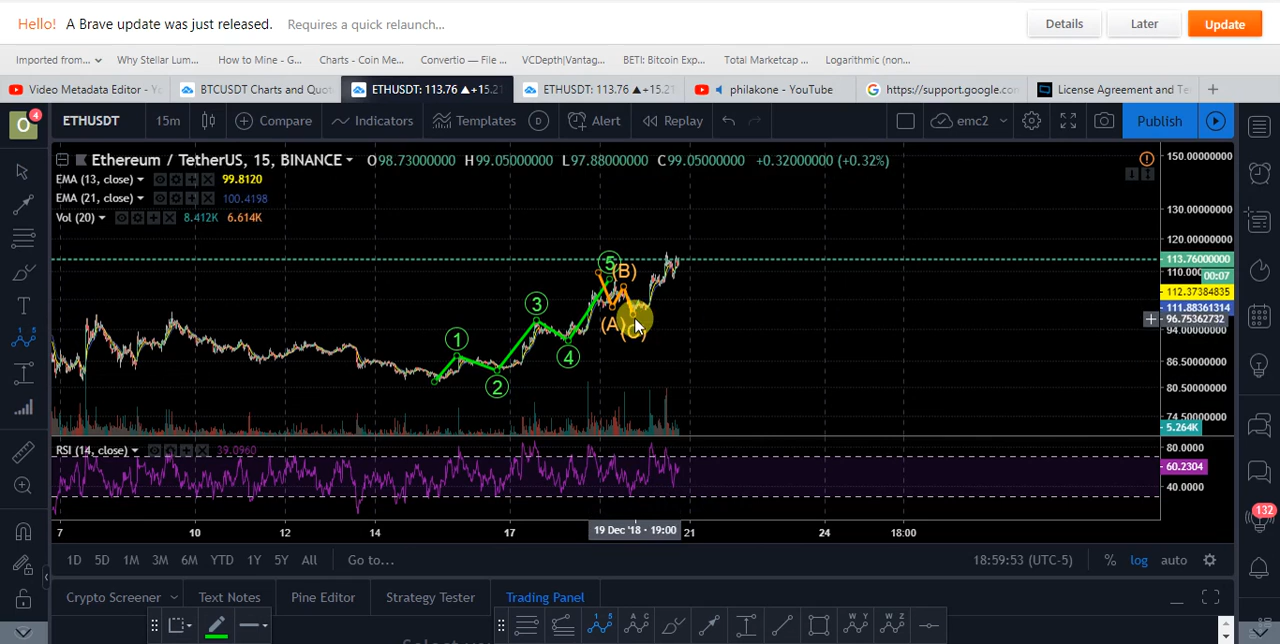 Hello! A Brave update was just released. Requires a quick relaunch... Details Later Update
Imported from... Why Stellar Lum... How to Mine - G... Charts - Coin Me... Convertio — File ... VCDepth|Vantag... BETI: Bitcoin Exp... Total Marketcap ... Logarithmic (non...
Video Metadata Editor - Y BTCUSDT Charts and Quot ETHUSDT: 113.76 ▲+15.21 ETHUSDT: 113.76 ▲+15.21 philakone - YouTube https://support.google.con License Agreement and Te +
O 4 ETHUSDT 15m Compare Indicators Templates D Alert Replay emc2 Publish
Ethereum / TetherUS, 15, BINANCE O98.73000000 H99.05000000 L97.88000000 C99.05000000 +0.32000000 (+0.32%)
EMA (13, close) 99.8120
EMA (21, close) 100.4198
Vol (20) 8.412K 6.614K
150.00000000
130.00000000
120.00000000
113.76000000
110.000
00:07
112.37384835
111.88361314
96.75362732
94.00000000
86.50000000
80.50000000
74.50000000
5.264K
1 2 3 4 5 (A) (B) (C)
RSI (14, close) 39.0960
80.0000
60.2304
40.0000
132
7 10 12 14 17 19 Dec '18 - 19:00 21 24 18:00
1D 5D 1M 3M 6M YTD 1Y 5Y All Go to... 18:59:53 (UTC-5) % log auto
Crypto Screener Text Notes Pine Editor Strategy Tester Trading Panel